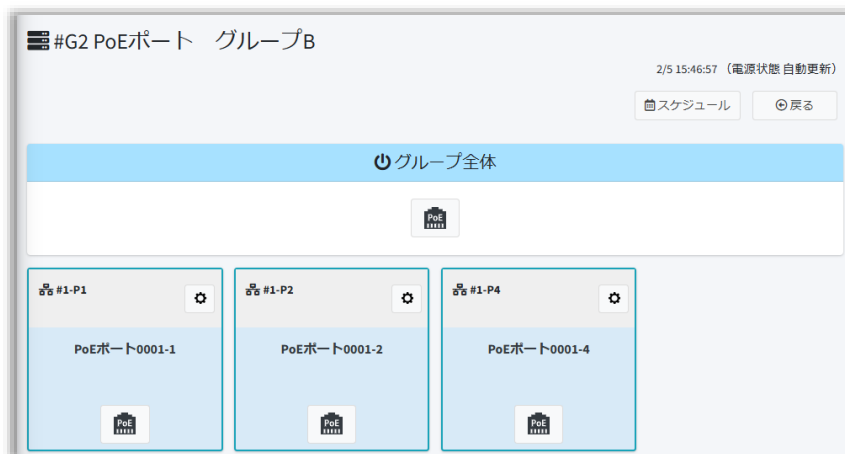 #G2 PoEポート　グループB
2/5 15:46:57 （電源状態 自動更新）
スケジュール 戻る
グループ全体
PoE
#1-P1 #1-P2 #1-P4
PoEポート0001-1 PoEポート0001-2 PoEポート0001-4
PoE PoE PoE